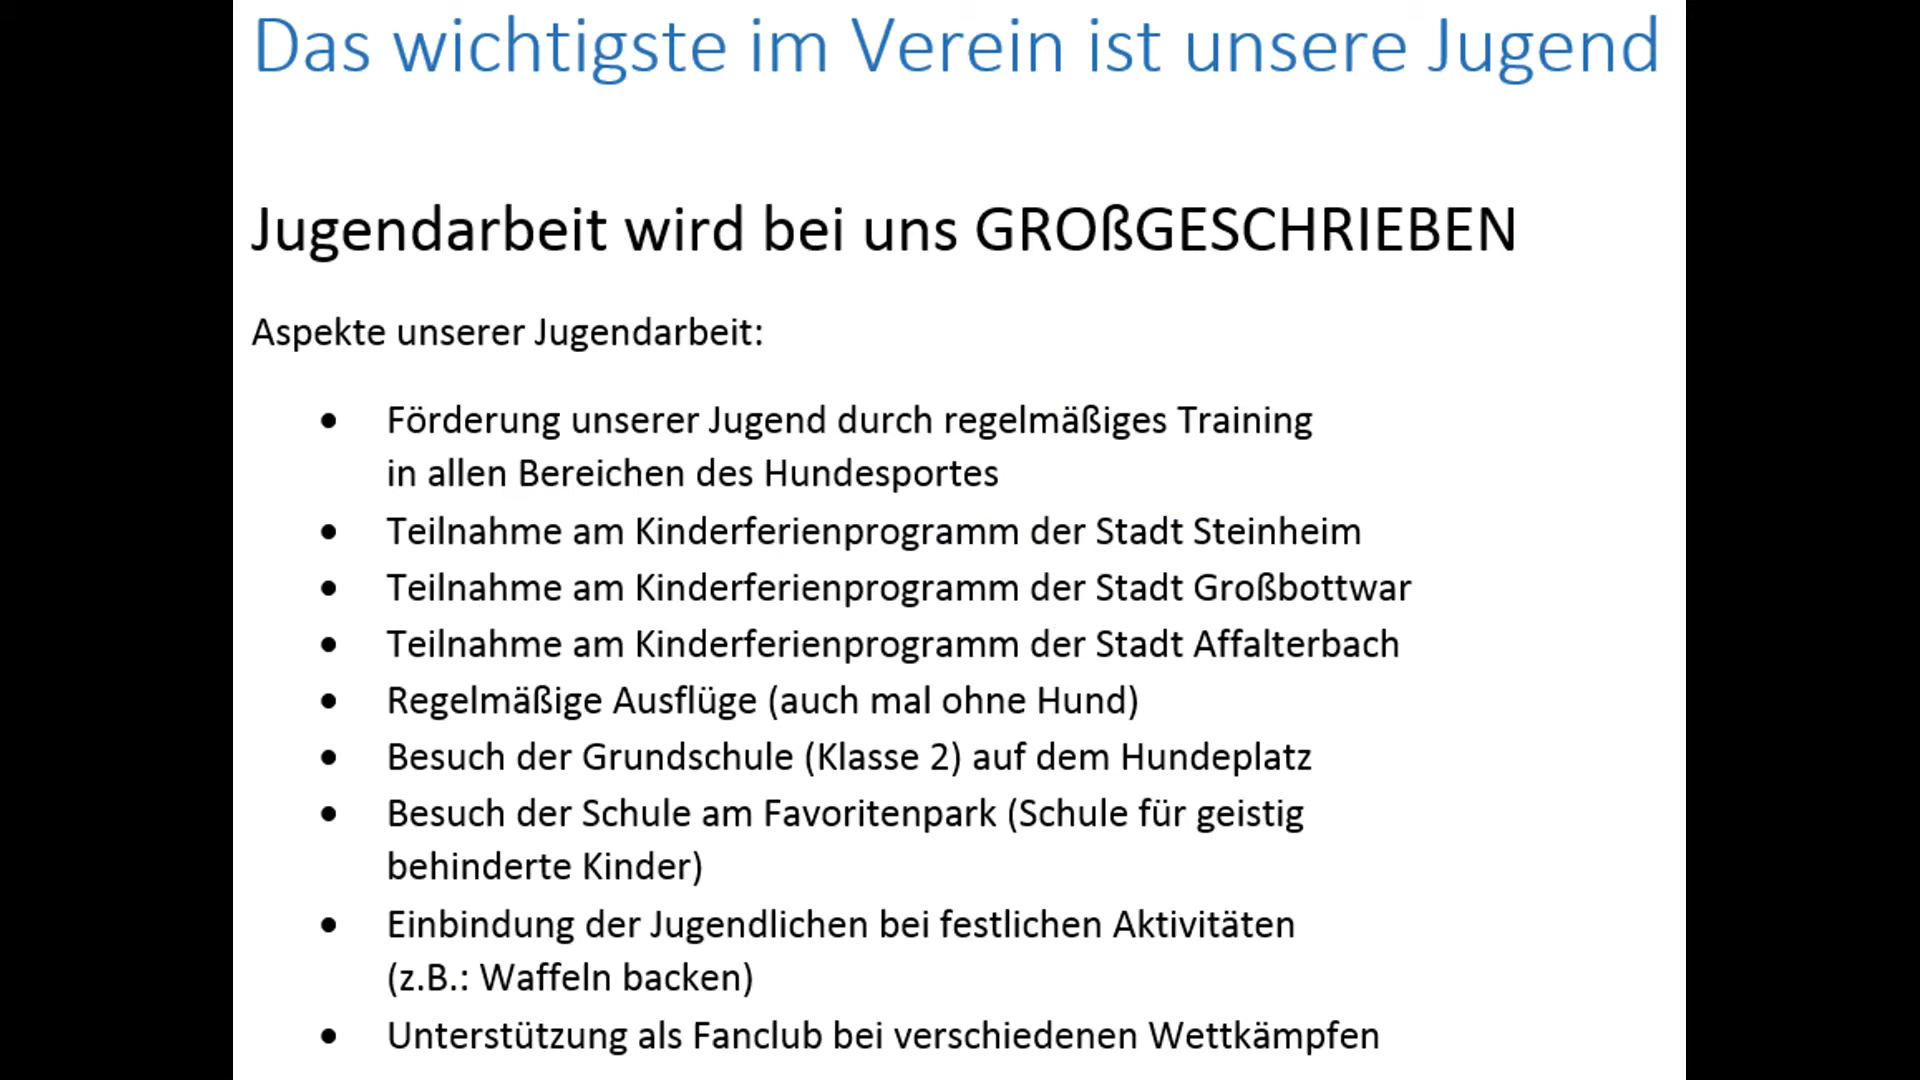 Das wichtigste im Verein ist unsere Jugend
Jugendarbeit wird bei uns GROßGESCHRIEBEN
Aspekte unserer Jugendarbeit:
• Förderung unserer Jugend durch regelmäßiges Training
in allen Bereichen des Hundesportes
• Teilnahme am Kinderferienprogramm der Stadt Steinheim
• Teilnahme am Kinderferienprogramm der Stadt Großbottwar
• Teilnahme am Kinderferienprogramm der Stadt Affalterbach
• Regelmäßige Ausflüge (auch mal ohne Hund)
• Besuch der Grundschule (Klasse 2) auf dem Hundeplatz
• Besuch der Schule am Favoritenpark (Schule für geistig
behinderte Kinder)
• Einbindung der Jugendlichen bei festlichen Aktivitäten
(z.B.: Waffeln backen)
• Unterstützung als Fanclub bei verschiedenen Wettkämpfen